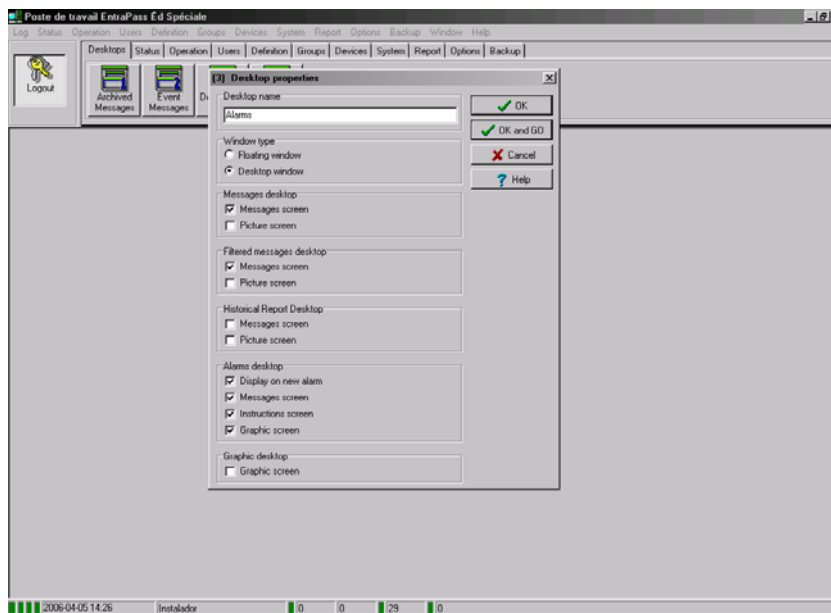 Poste de travail EntraPass Éd Spéciale
Log Status Operation Users Definition Groups Devices System Report Options Backup Window Help
Desktops Status Operation Users Definition Groups Devices System Report Options Backup
Logout
Archived Messages
Event Messages
De
[3] Desktop properties
Desktop name
Alarms
OK
OK and GO
Cancel
Help
Window type
Floating window
Desktop window
Messages desktop
Messages screen
Picture screen
Filtered messages desktop
Messages screen
Picture screen
Historical Report Desktop
Messages screen
Picture screen
Alarms desktop
Display on new alarm
Messages screen
Instructions screen
Graphic screen
Graphic desktop
Graphic screen
2006-04-05 14:26 Instalador 0 0 29 0